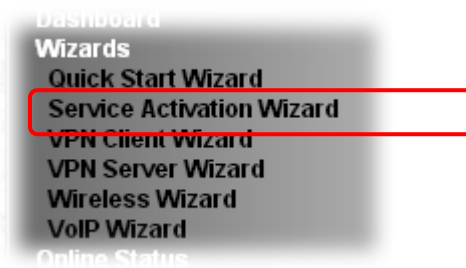 Dashboard
Wizards
Quick Start Wizard
Service Activation Wizard
VPN Client Wizard
VPN Server Wizard
Wireless Wizard
VoIP Wizard
Online Status